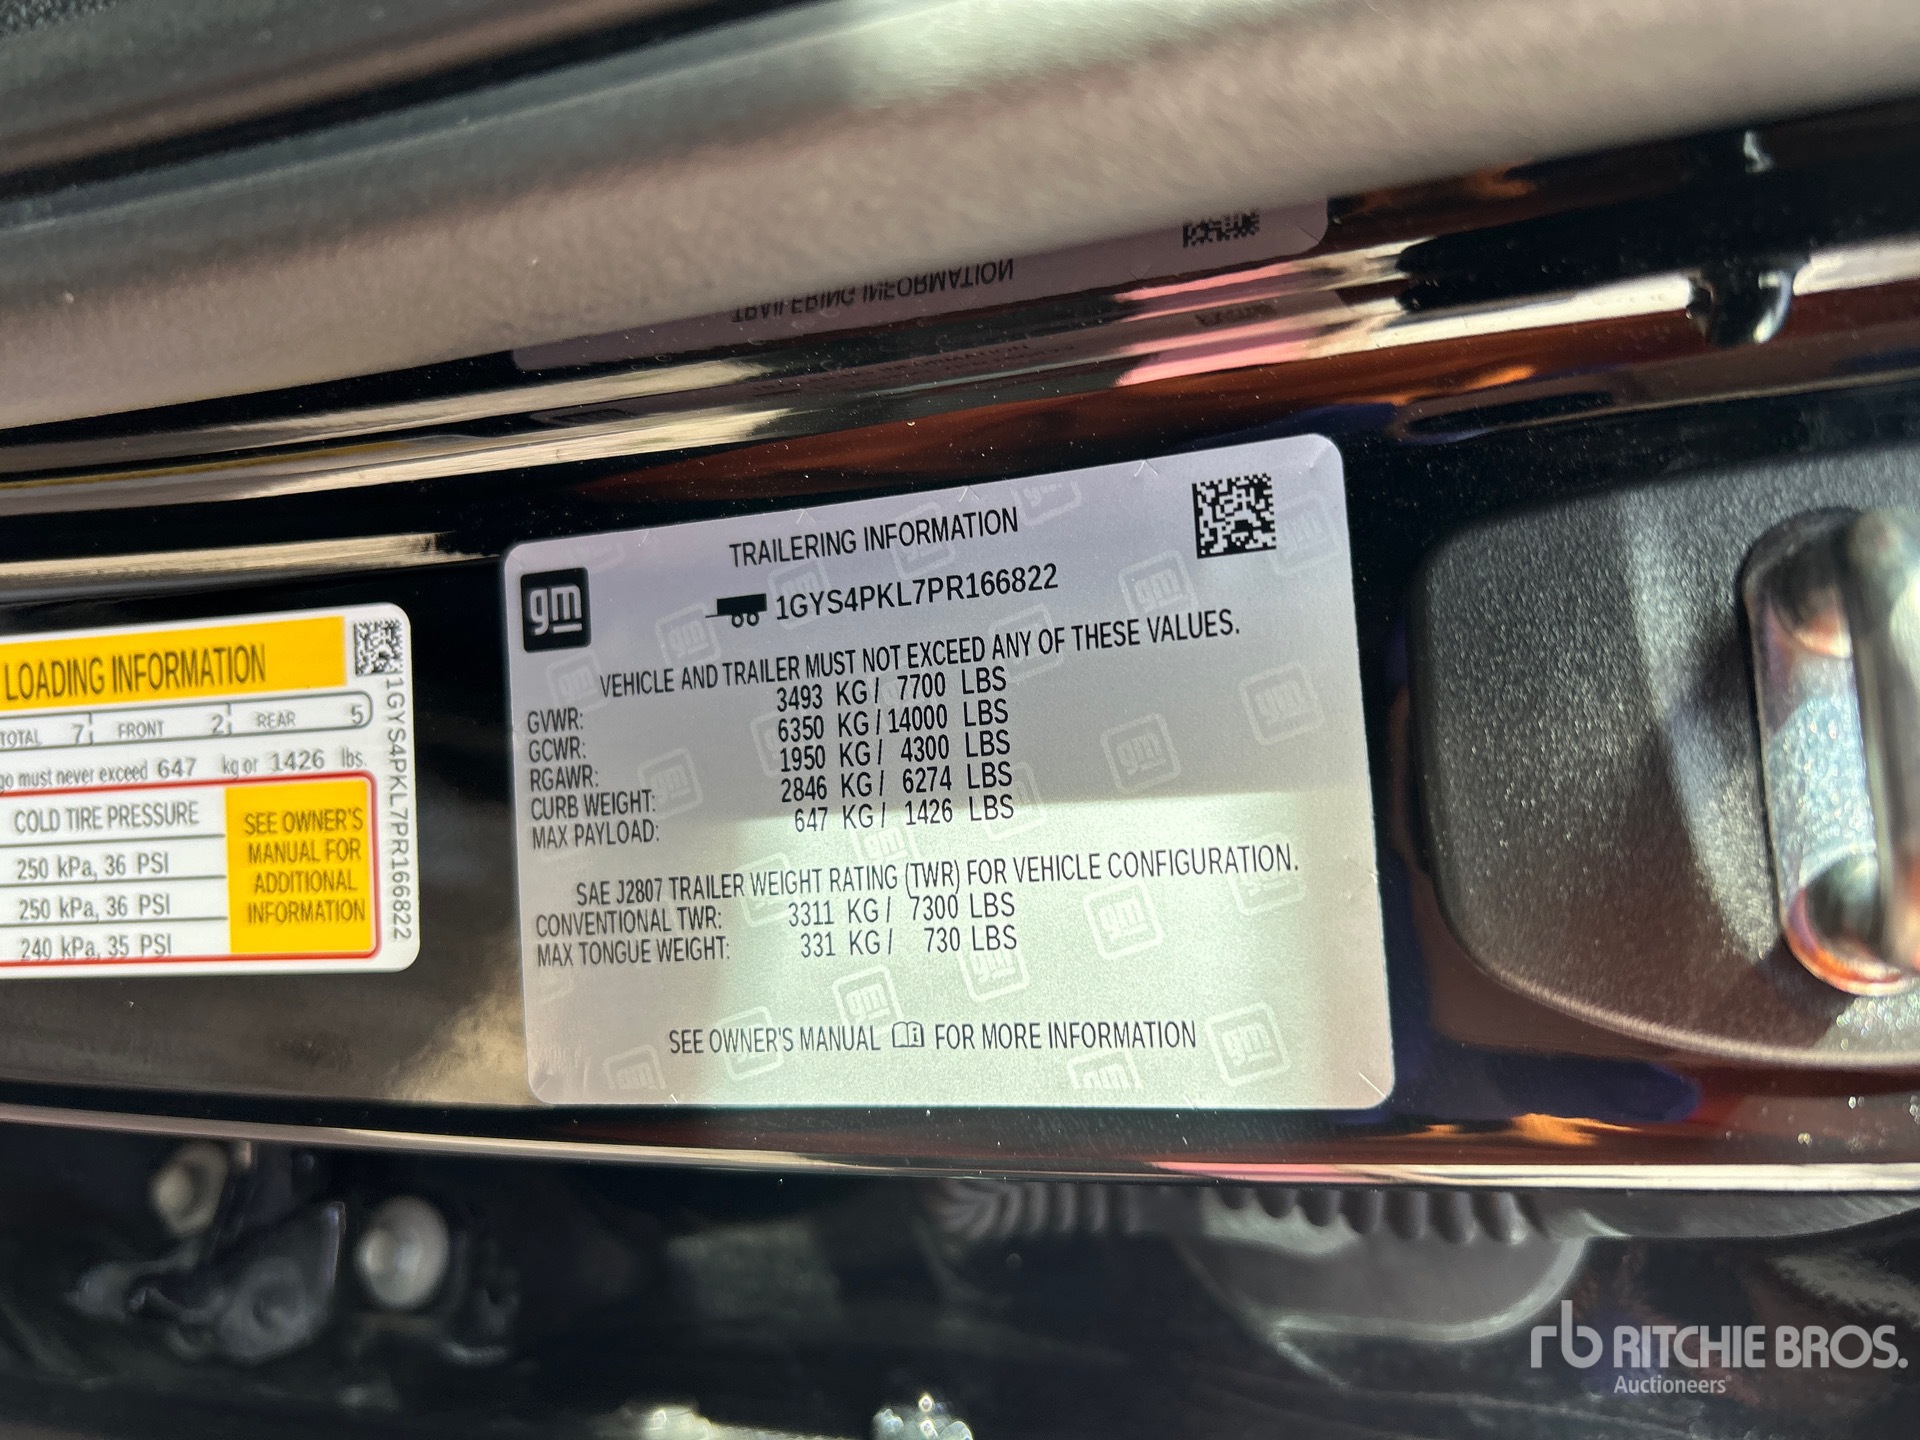 LOADING INFORMATION
TOTAL 7 FRONT 2 REAR 5
go must never exceed 647 kg or 1426 lbs.
COLD TIRE PRESSURE
250 kPa, 36 PSI
250 kPa, 36 PSI
240 kPa, 35 PSI
SEE OWNER'S
MANUAL FOR
ADDITIONAL
INFORMATION
1GYS4PKL7PR166822
TRAILERING INFORMATION
gm
TRAILERING INFORMATION
1GYS4PKL7PR166822
VEHICLE AND TRAILER MUST NOT EXCEED ANY OF THESE VALUES.
GVWR: 3493 KG / 7700 LBS
GCWR: 6350 KG / 14000 LBS
RGAWR: 1950 KG / 4300 LBS
CURB WEIGHT: 2846 KG / 6274 LBS
MAX PAYLOAD: 647 KG / 1426 LBS
SAE J2807 TRAILER WEIGHT RATING (TWR) FOR VEHICLE CONFIGURATION.
CONVENTIONAL TWR: 3311 KG / 7300 LBS
MAX TONGUE WEIGHT: 331 KG / 730 LBS
SEE OWNER'S MANUAL FOR MORE INFORMATION
rb RITCHIE BROS.
Auctioneers